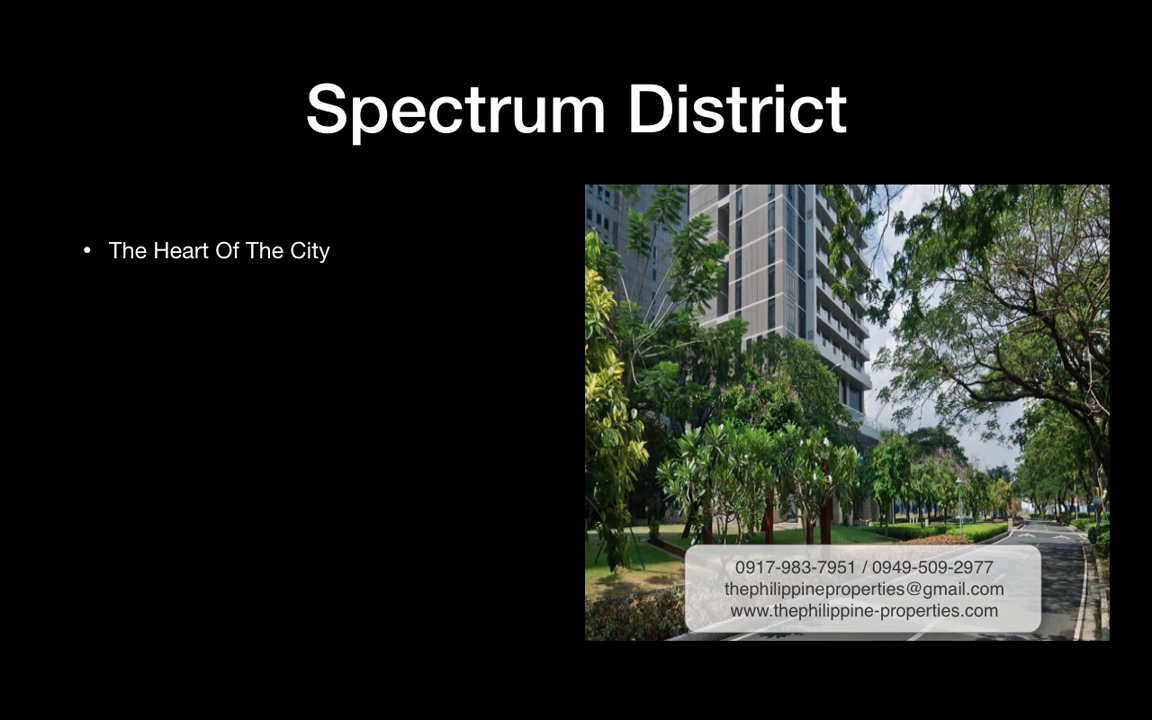 Spectrum District
• The Heart Of The City
0917-983-7951 / 0949-509-2977
thephilippineproperties@gmail.com
www.thephilippine-properties.com